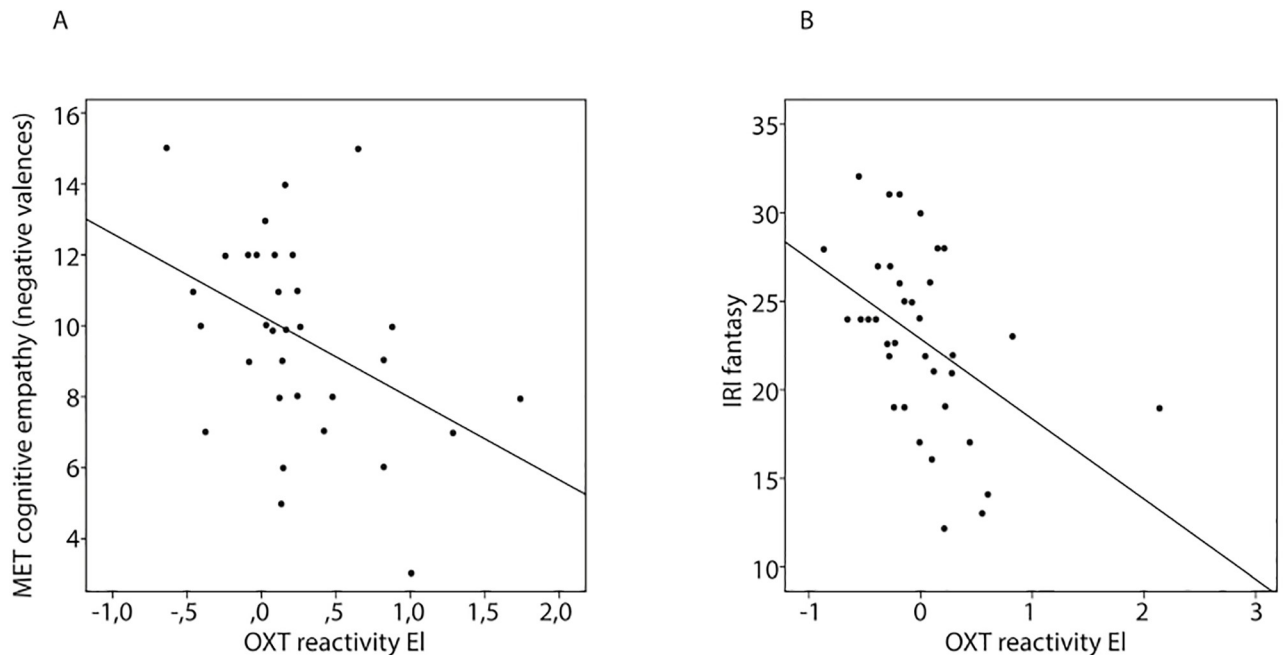 A
B
MET cognitive empathy (negative valences)
16
14
12
10
8
6
4
-1,0 -,5 ,0 ,5 1,0 1,5 2,0
OXT reactivity El
IRI fantasy
35
30
25
20
15
10
-1 0 1 2 3
OXT reactivity El